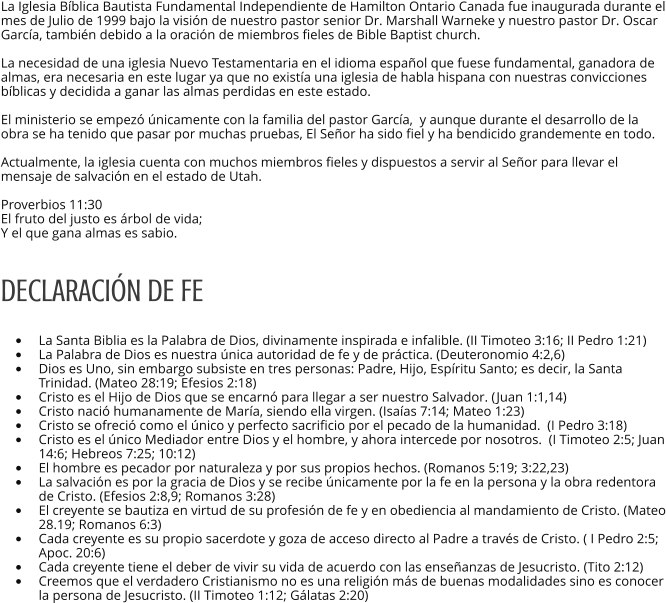 La Iglesia Bíblica Bautista Fundamental Independiente de Hamilton Ontario Canada fue inaugurada durante el
mes de Julio de 1999 bajo la visión de nuestro pastor senior Dr. Marshall Warneke y nuestro pastor Dr. Oscar
García, también debido a la oración de miembros fieles de Bible Baptist church.
La necesidad de una iglesia Nuevo Testamentaria en el idioma español que fuese fundamental, ganadora de
almas, era necesaria en este lugar ya que no existía una iglesia de habla hispana con nuestras convicciones
bíblicas y decidida a ganar las almas perdidas en este estado.
El ministerio se empezó únicamente con la familia del pastor García,  y aunque durante el desarrollo de la
obra se ha tenido que pasar por muchas pruebas, El Señor ha sido fiel y ha bendicido grandemente en todo.
Actualmente, la iglesia cuenta con muchos miembros fieles y dispuestos a servir al Señor para llevar el
mensaje de salvación en el estado de Utah.
Proverbios 11:30
El fruto del justo es árbol de vida;
Y el que gana almas es sabio.
DECLARACIÓN DE FE
• La Santa Biblia es la Palabra de Dios, divinamente inspirada e infalible. (II Timoteo 3:16; II Pedro 1:21)
• La Palabra de Dios es nuestra única autoridad de fe y de práctica. (Deuteronomio 4:2,6)
• Dios es Uno, sin embargo subsiste en tres personas: Padre, Hijo, Espíritu Santo; es decir, la Santa
Trinidad. (Mateo 28:19; Efesios 2:18)
• Cristo es el Hijo de Dios que se encarnó para llegar a ser nuestro Salvador. (Juan 1:1,14)
• Cristo nació humanamente de María, siendo ella virgen. (Isaías 7:14; Mateo 1:23)
• Cristo se ofreció como el único y perfecto sacrificio por el pecado de la humanidad.  (I Pedro 3:18)
• Cristo es el único Mediador entre Dios y el hombre, y ahora intercede por nosotros.  (I Timoteo 2:5; Juan
14:6; Hebreos 7:25; 10:12)
• El hombre es pecador por naturaleza y por sus propios hechos. (Romanos 5:19; 3:22,23)
• La salvación es por la gracia de Dios y se recibe únicamente por la fe en la persona y la obra redentora
de Cristo. (Efesios 2:8,9; Romanos 3:28)
• El creyente se bautiza en virtud de su profesión de fe y en obediencia al mandamiento de Cristo. (Mateo
28.19; Romanos 6:3)
• Cada creyente es su propio sacerdote y goza de acceso directo al Padre a través de Cristo. ( I Pedro 2:5;
Apoc. 20:6)
• Cada creyente tiene el deber de vivir su vida de acuerdo con las enseñanzas de Jesucristo. (Tito 2:12)
• Creemos que el verdadero Cristianismo no es una religión más de buenas modalidades sino es conocer
la persona de Jesucristo. (II Timoteo 1:12; Gálatas 2:20)